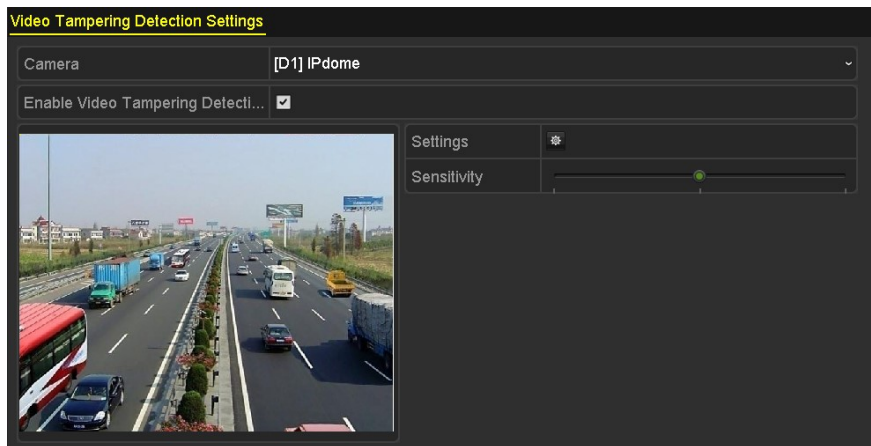 Video Tampering Detection Settings
Camera
[D1] IPdome
Enable Video Tampering Detecti...
Settings
Sensitivity